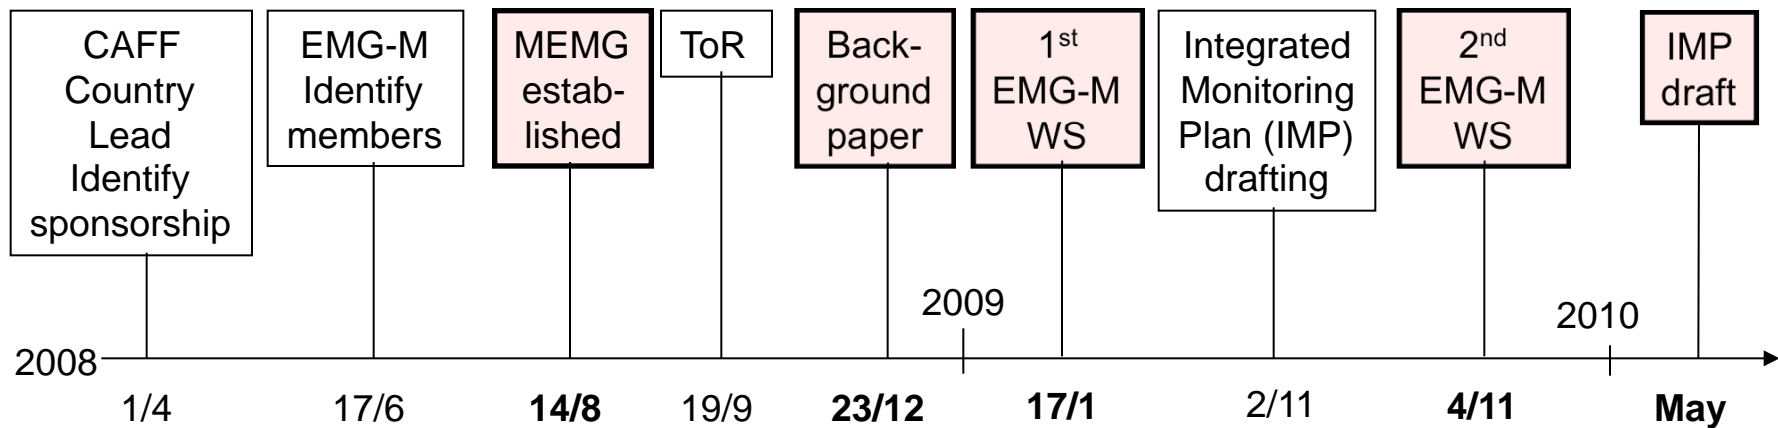 CAFF
Country
Lead
Identify
sponsorship
EMG-M
Identify
members
MEMG
estab-
lished
ToR
Back-
ground
paper
1st
EMG-M
WS
Integrated
Monitoring
Plan (IMP)
drafting
2nd
EMG-M
WS
IMP
draft
2008
2009
2010
1/4
17/6
14/8
19/9
23/12
17/1
2/11
4/11
May